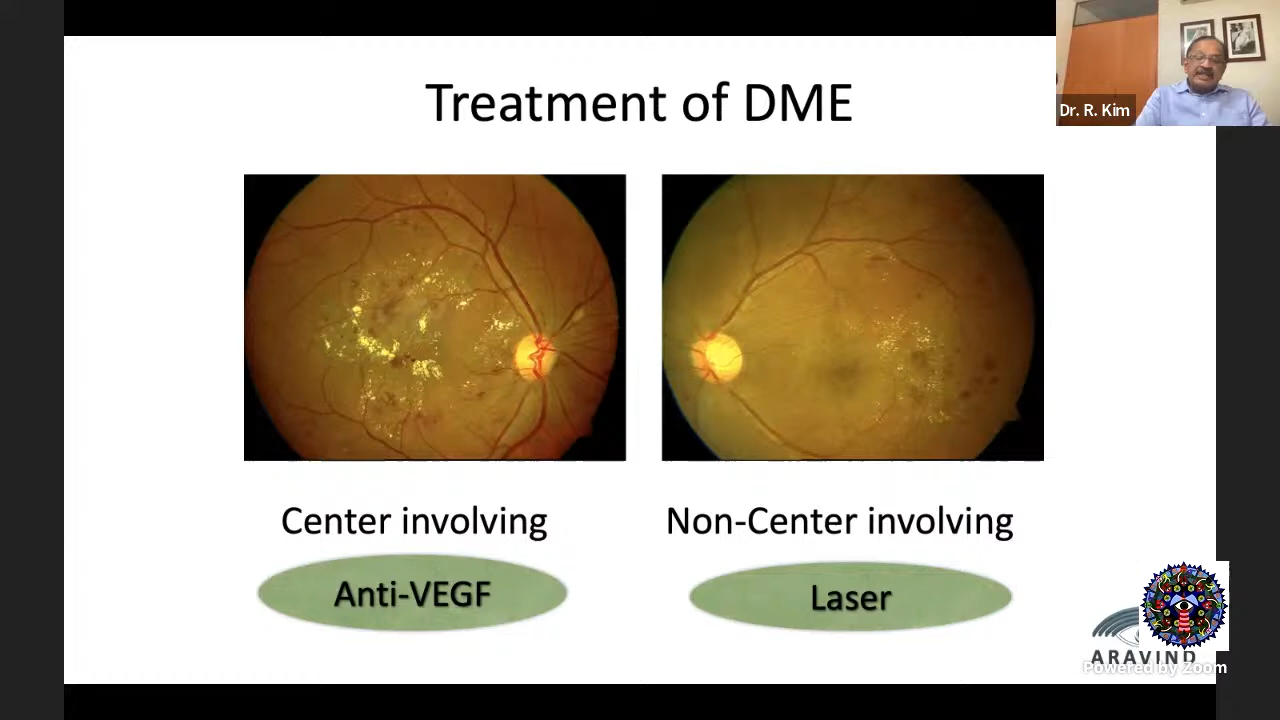 Treatment of DME
Dr. R. Kim
Center involving
Non-Center involving
Anti-VEGF
Laser
ARAVIND
Powered by Zoom